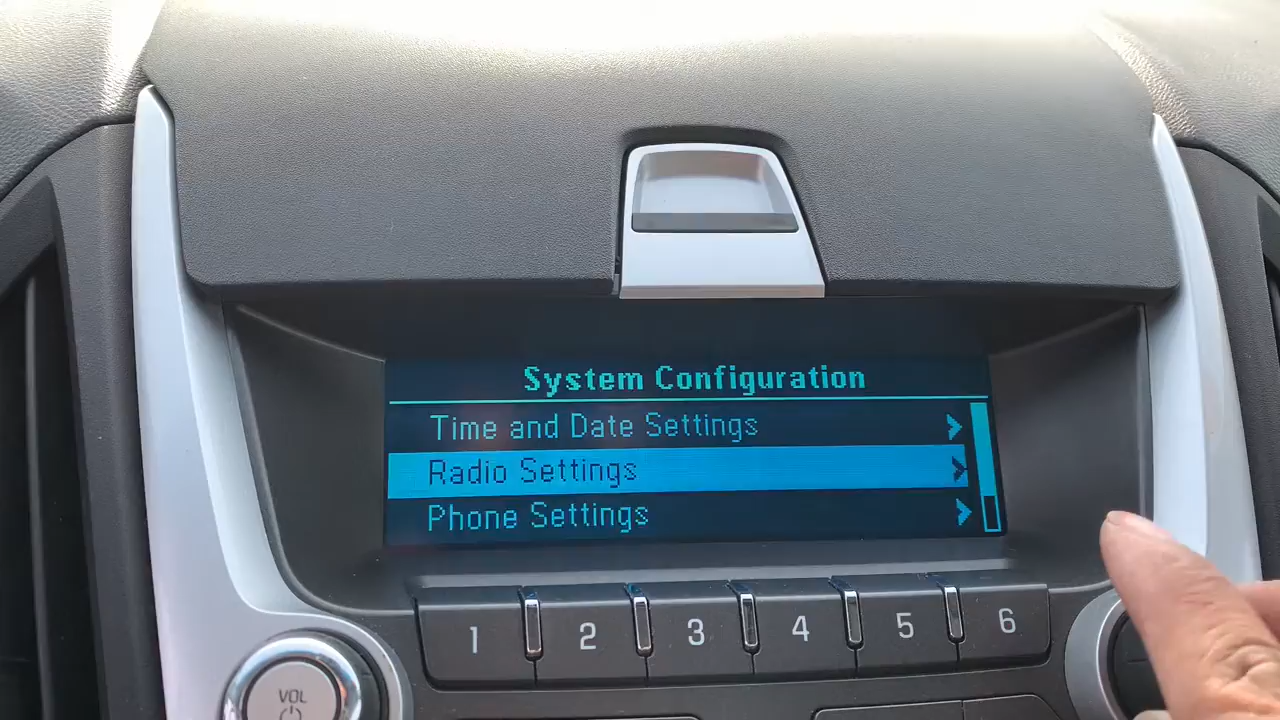 System Configuration
Time and Date Settings
Radio Settings
Phone Settings
1 2 3 4 5 6
VOL